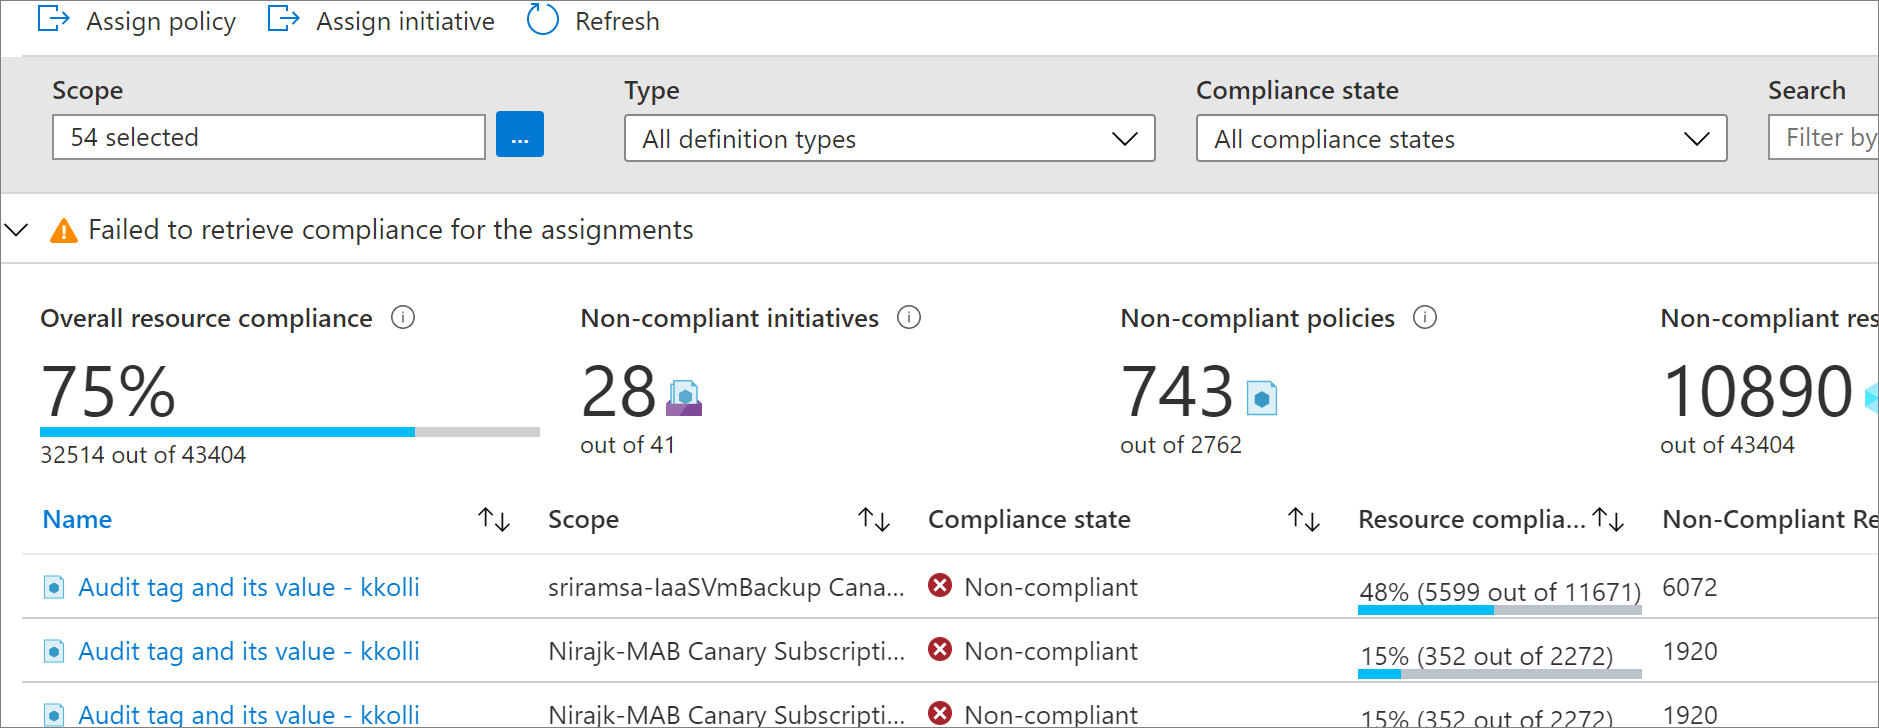 Assign policy Assign initiative Refresh
Scope Type Compliance state Search
54 selected ... All definition types All compliance states Filter by
Failed to retrieve compliance for the assignments
Overall resource compliance Non-compliant initiatives Non-compliant policies Non-compliant res
75% 28 743 10890
32514 out of 43404 out of 41 out of 2762 out of 43404
Name Scope Compliance state Resource complia... Non-Compliant Re
Audit tag and its value - kkolli sriramsa-IaaSVmBackup Cana... Non-compliant 48% (5599 out of 11671) 6072
Audit tag and its value - kkolli Nirajk-MAB Canary Subscripti... Non-compliant 15% (352 out of 2272) 1920
Audit tag and its value - kkolli Nirajk-MAB Canary Subscripti... Non-compliant 15% (352 out of 2272) 1920